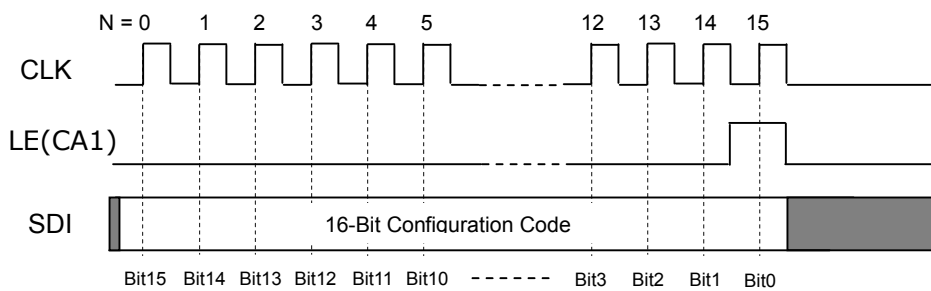 N = 0 1 2 3 4 5 12 13 14 15
CLK
LE(CA1)
SDI 16-Bit Configuration Code
Bit15 Bit14 Bit13 Bit12 Bit11 Bit10 Bit3 Bit2 Bit1 Bit0